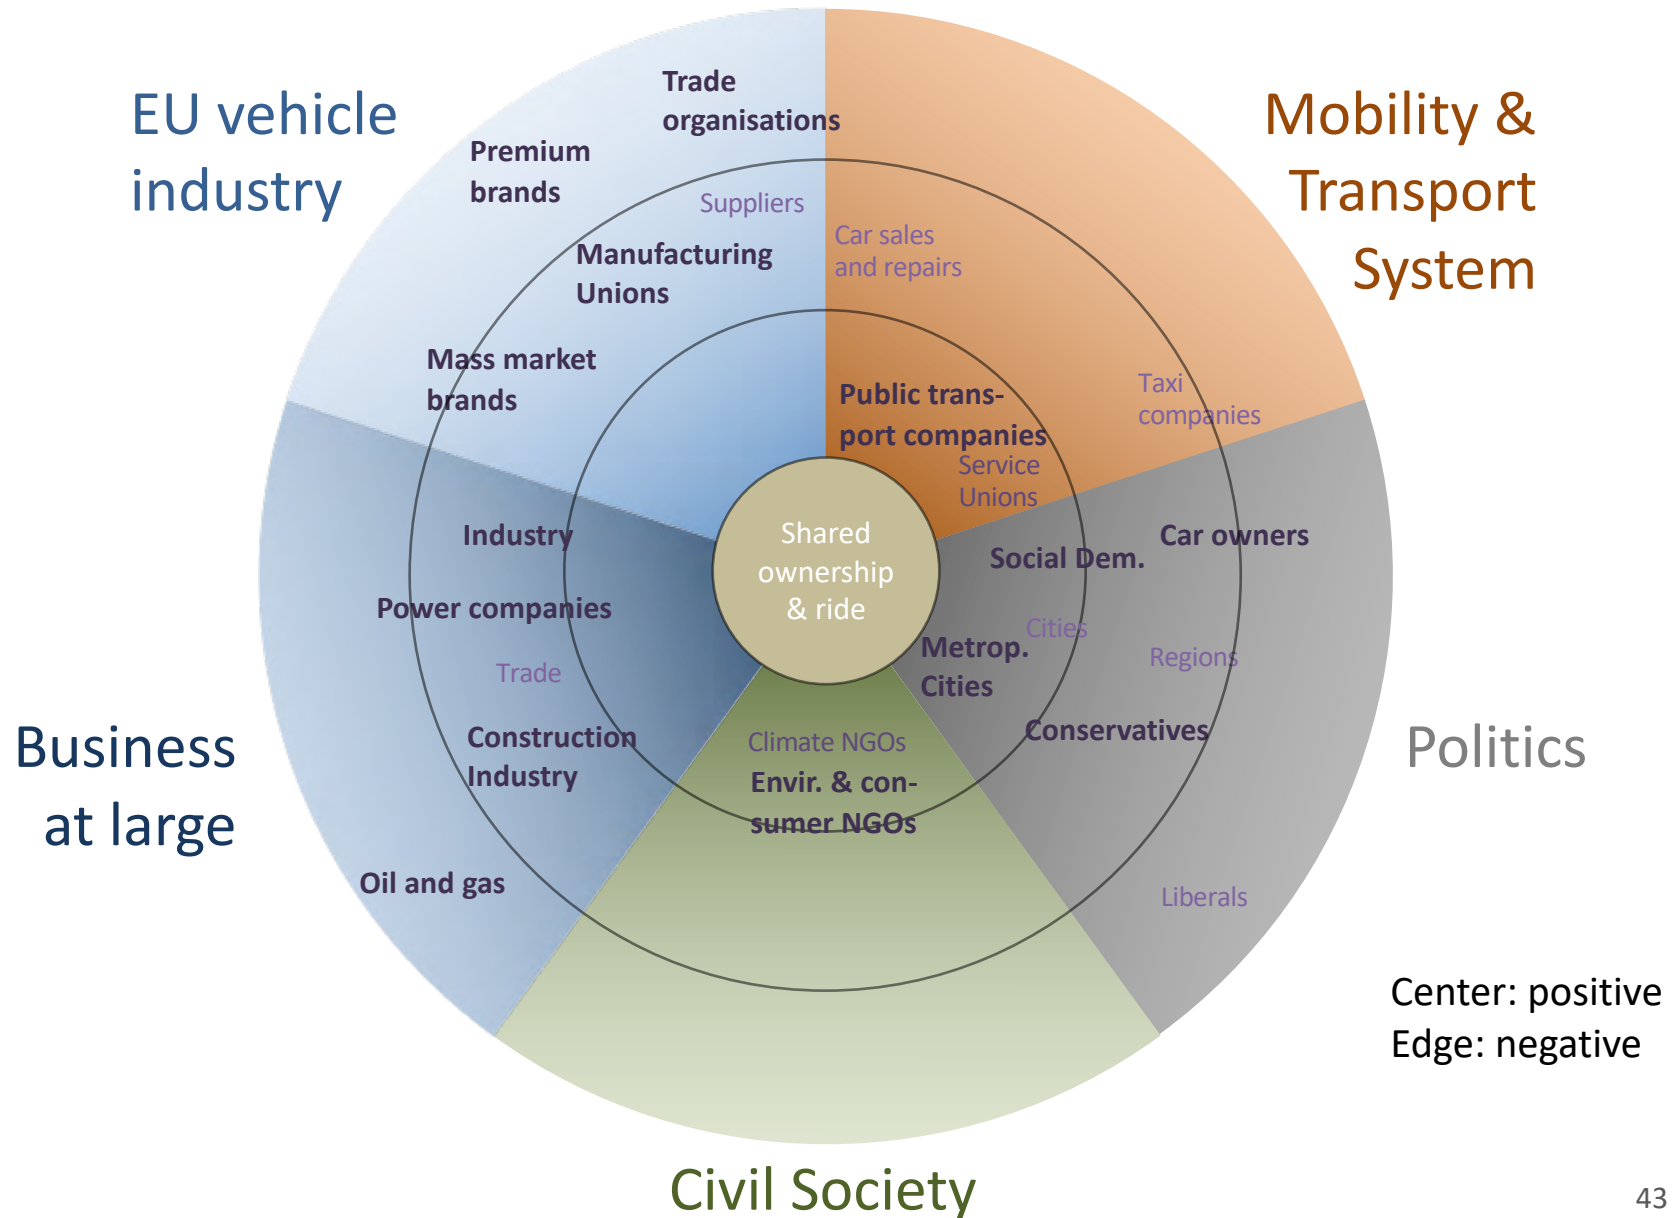 EU vehicle
industry
Trade
organisations
Premium
brands
Suppliers
Manufacturing
Unions
Mass market
brands
Mobility &
Transport
System
Car sales
and repairs
Taxi
companies
Public trans-
port companies
Service
Unions
Shared
ownership
& ride
Industry
Power companies
Trade
Construction
Industry
Oil and gas
Business
at large
Car owners
Social Dem.
Cities
Metrop.
Cities
Regions
Conservatives
Liberals
Politics
Climate NGOs
Envir. & con-
sumer NGOs
Civil Society
Center: positive
Edge: negative
43